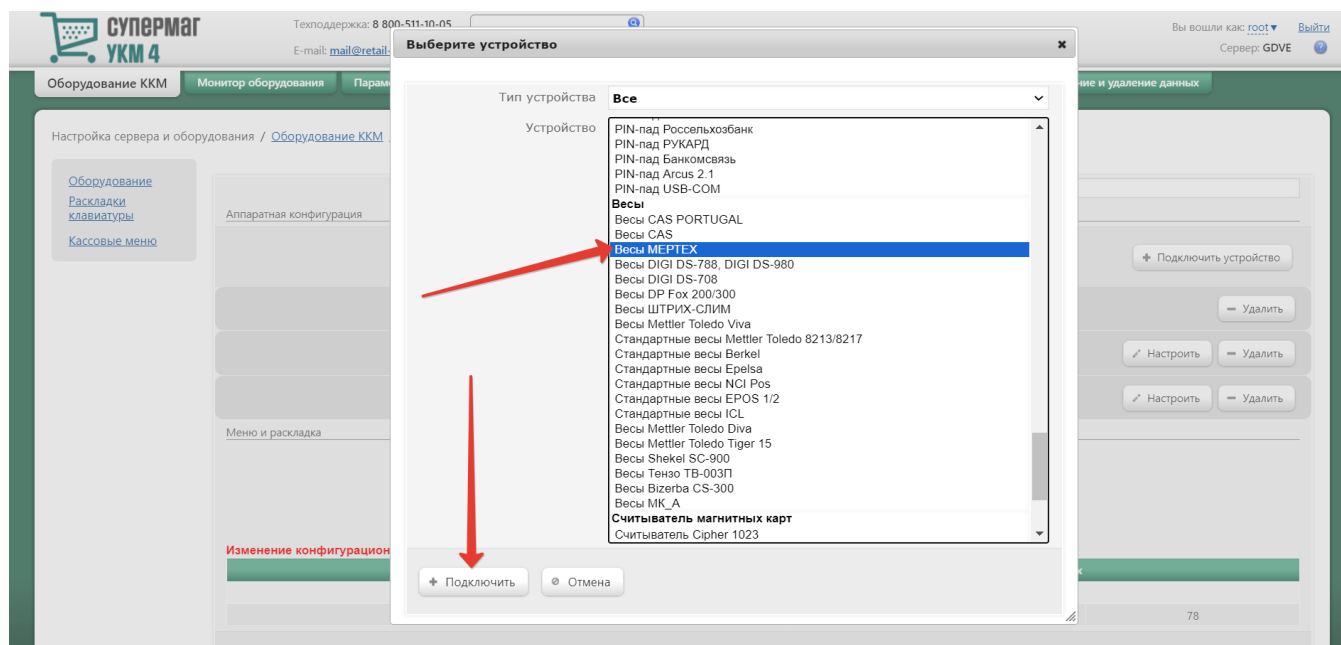 супермаг
УКМ 4
Техподдержка: 8 800-511-10-05
E-mail: mail@retail-
Вы вошли как: root ▾ Выйти
Сервер: GDVE ?
Оборудование ККМ Монитор оборудования Парам ние и удаление данных
Настройка сервера и оборудования / Оборудование ККМ
Оборудование
Раскладки
клавиатуры
Кассовые меню
Аппаратная конфигурация
+ Подключить устройство
Удалить
Настроить Удалить
Настроить Удалить
Меню и раскладка
Изменение конфигурацион
78
Выберите устройство
Тип устройства Все
Устройство
PIN-пад Россельхозбанк
PIN-пад РУКАРД
PIN-пад Банкомсвязь
PIN-пад Arcus 2.1
PIN-пад USB-COM
Весы
Весы CAS PORTUGAL
Весы CAS
Весы МЕРТЕХ
Весы DIGI DS-788, DIGI DS-980
Весы DIGI DS-708
Весы DP Fox 200/300
Весы ШТРИХ-СЛИМ
Весы Mettler Toledo Viva
Стандартные весы Mettler Toledo 8213/8217
Стандартные весы Berkel
Стандартные весы Epelsa
Стандартные весы NCI Pos
Стандартные весы EPOS 1/2
Стандартные весы ICL
Весы Mettler Toledo Diva
Весы Mettler Toledo Tiger 15
Весы Shekel SC-900
Весы Тензо ТВ-003П
Весы Bizerba CS-300
Весы МК_А
Считыватель магнитных карт
Считыватель Cipher 1023
+ Подключить Отмена